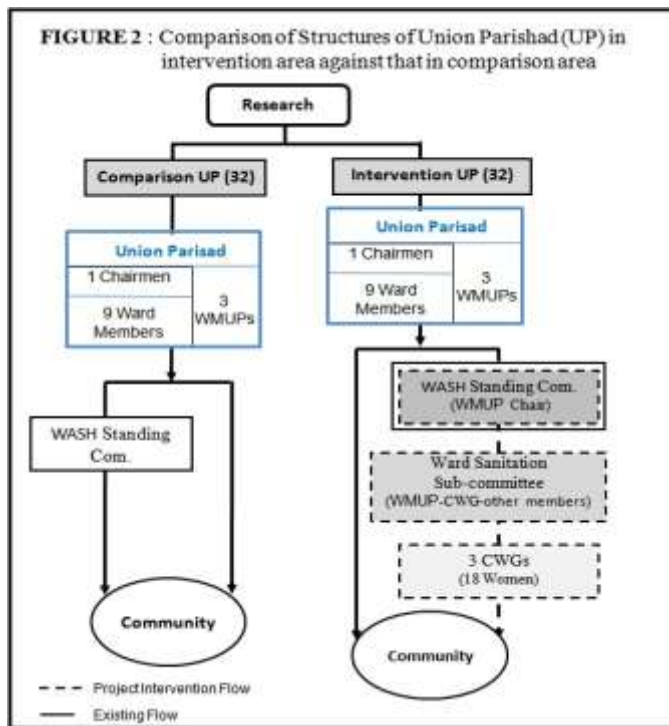 FIGURE 2 : Comparison of Structures of Union Parishad (UP) in
intervention area against that in comparison area
Research
Comparison UP (32)
Intervention UP (32)
Union Parisad
1 Chairmen
9 Ward
Members
3
WMUPs
Union Parisad
1 Chairmen
9 Ward
Members
3
WMUPs
WASH Standing
Com.
WASH Standing Com.
(WMUP Chair)
Ward Sanitation
Sub-committee
(WMUP-CWG-other members)
3 CWGs
(18 Women)
Community
Community
Project Intervention Flow
Existing Flow